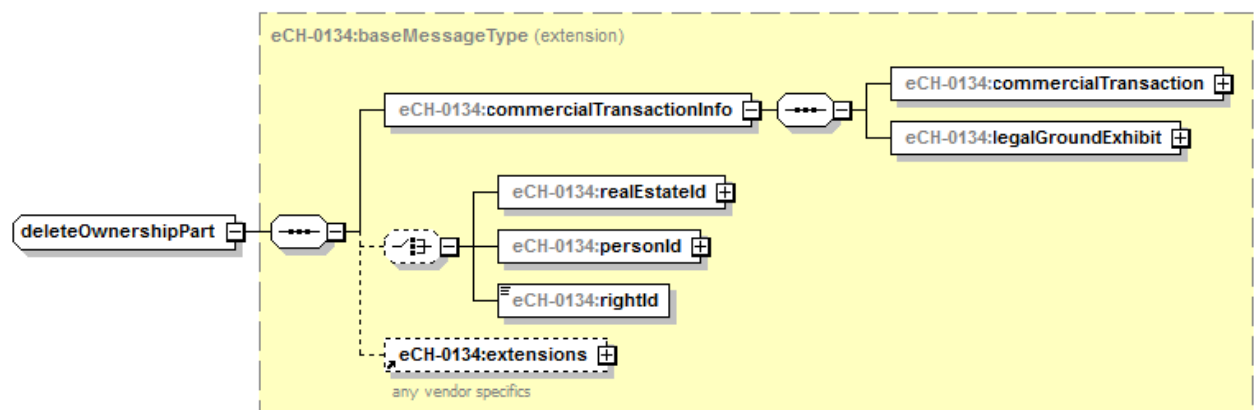 eCH-0134:baseMessageType (extension)
eCH-0134:commercialTransactionInfo
eCH-0134:commercialTransaction
eCH-0134:legalGroundExhibit
deleteOwnershipPart
eCH-0134:realEstateId
eCH-0134:personId
eCH-0134:rightId
eCH-0134:extensions
any vendor specifics